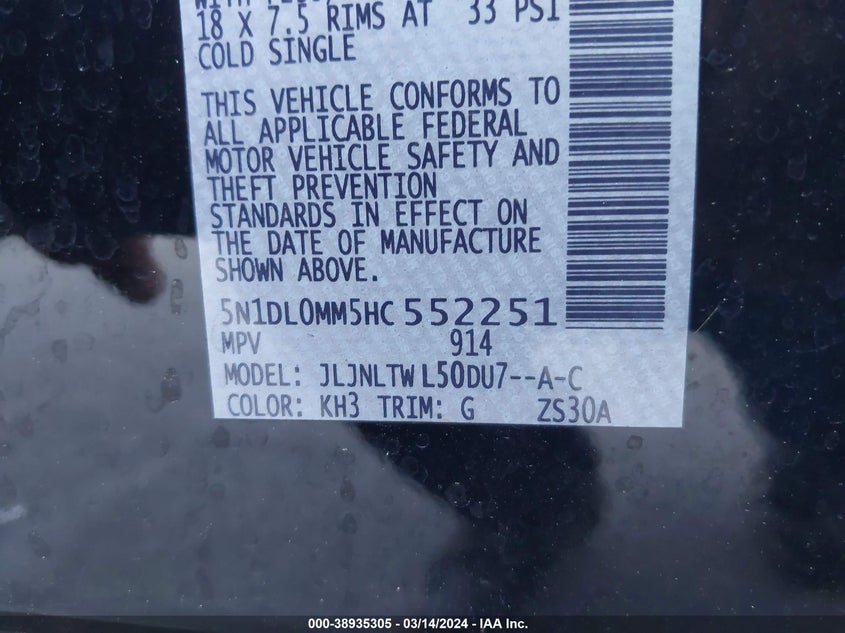 18 X 7.5 RIMS AT 33 PSI
COLD SINGLE
THIS VEHICLE CONFORMS TO
ALL APPLICABLE FEDERAL
MOTOR VEHICLE SAFETY AND
THEFT PREVENTION
STANDARDS IN EFFECT ON
THE DATE OF MANUFACTURE
SHOWN ABOVE.
5N1DL0MM5HC552251
MPV 914
MODEL: JLJNLTWL50DU7--A-C
COLOR: KH3 TRIM: G ZS30A
000-38935305 - 03/14/2024 - IAA Inc.